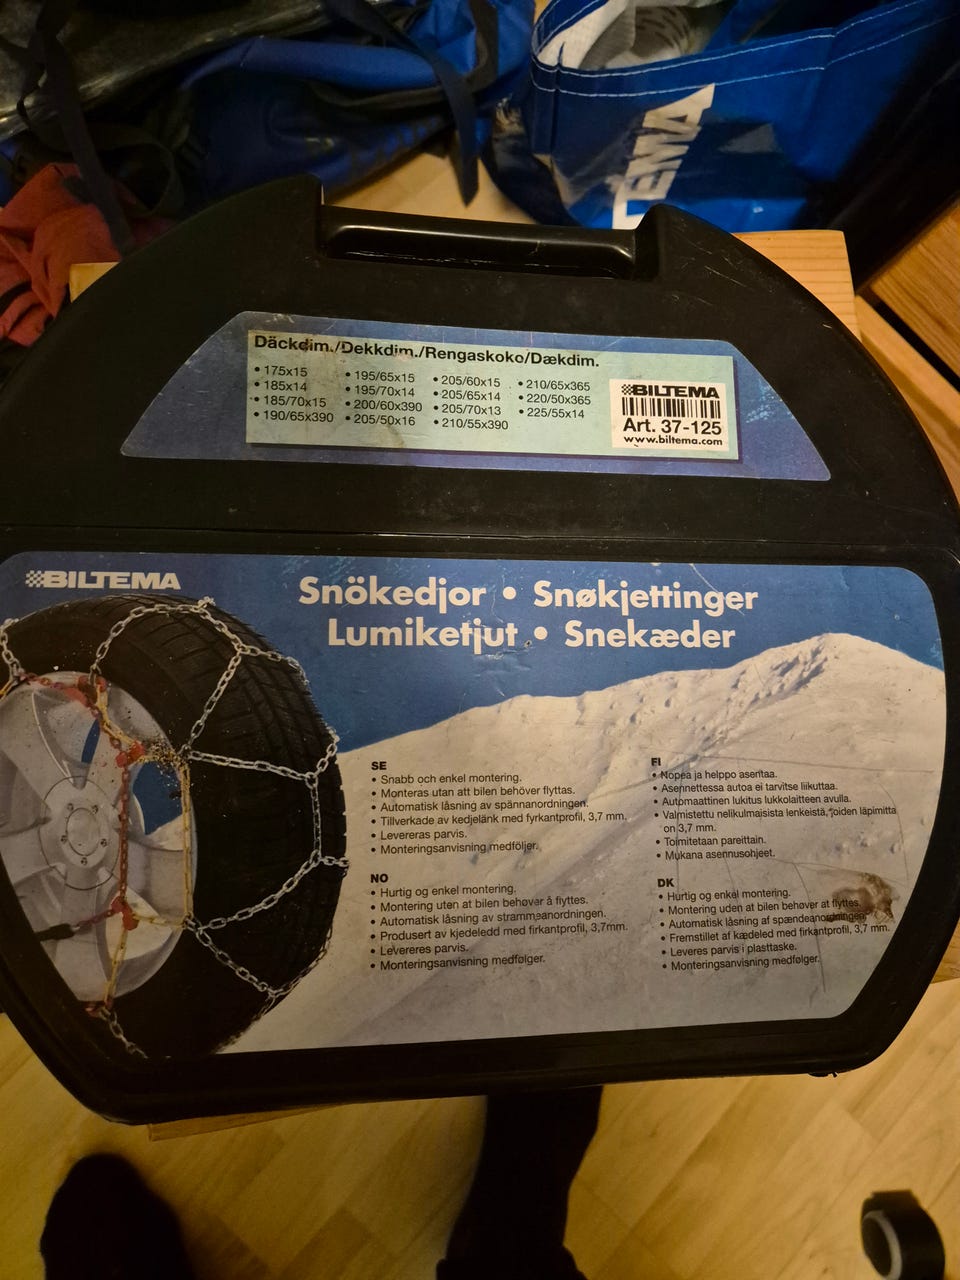 TEMA
Däckdim./Dekkdim./Rengaskoko/Dækdim.
• 175x15
• 185x14
• 185/70x15
• 190/65x390
• 195/65x15
• 195/70x14
• 200/60x390
• 205/50x16
• 205/60x15
• 205/65x14
• 205/70x13
• 210/55x390
• 210/65x365
• 220/50x365
• 225/55x14
BILTEMA
Art. 37-125
www.biltema.com
BILTEMA
Snökedjor • Snøkjettinger
Lumiketjut • Snekæder
SE
• Snabb och enkel montering.
• Monteras utan att bilen behöver flyttas.
• Automatisk låsning av spännanordningen.
• Tillverkade av kedjelänk med fyrkantprofil, 3,7 mm.
• Levereras parvis.
• Monteringsanvisning medföljer.
NO
• Hurtig og enkel montering.
• Montering uten at bilen behøver å flyttes.
• Automatisk låsning av strammeanordningen.
• Produsert av kjedeledd med firkantprofil, 3,7mm.
• Levereres parvis.
• Monteringsanvisning medfølger.
FI
• Nopea ja helppo asentaa.
• Asennettessa autoa ei tarvitse liikuttaa.
• Automaattinen lukitus lukkolaitteen avulla.
• Valmistettu nelikulmaisista lenkeistä, joiden läpimitta
on 3,7 mm.
• Toimitetaan pareittain.
• Mukana asennusohjeet.
DK
• Hurtig og enkel montering.
• Montering uden at bilen behøver at flyttes.
• Automatisk låsning af spændeanordningen.
• Fremstillet af kædeled med firkantprofil, 3,7 mm.
• Leveres parvis i plasttaske.
• Monteringsanvisning medfølger.